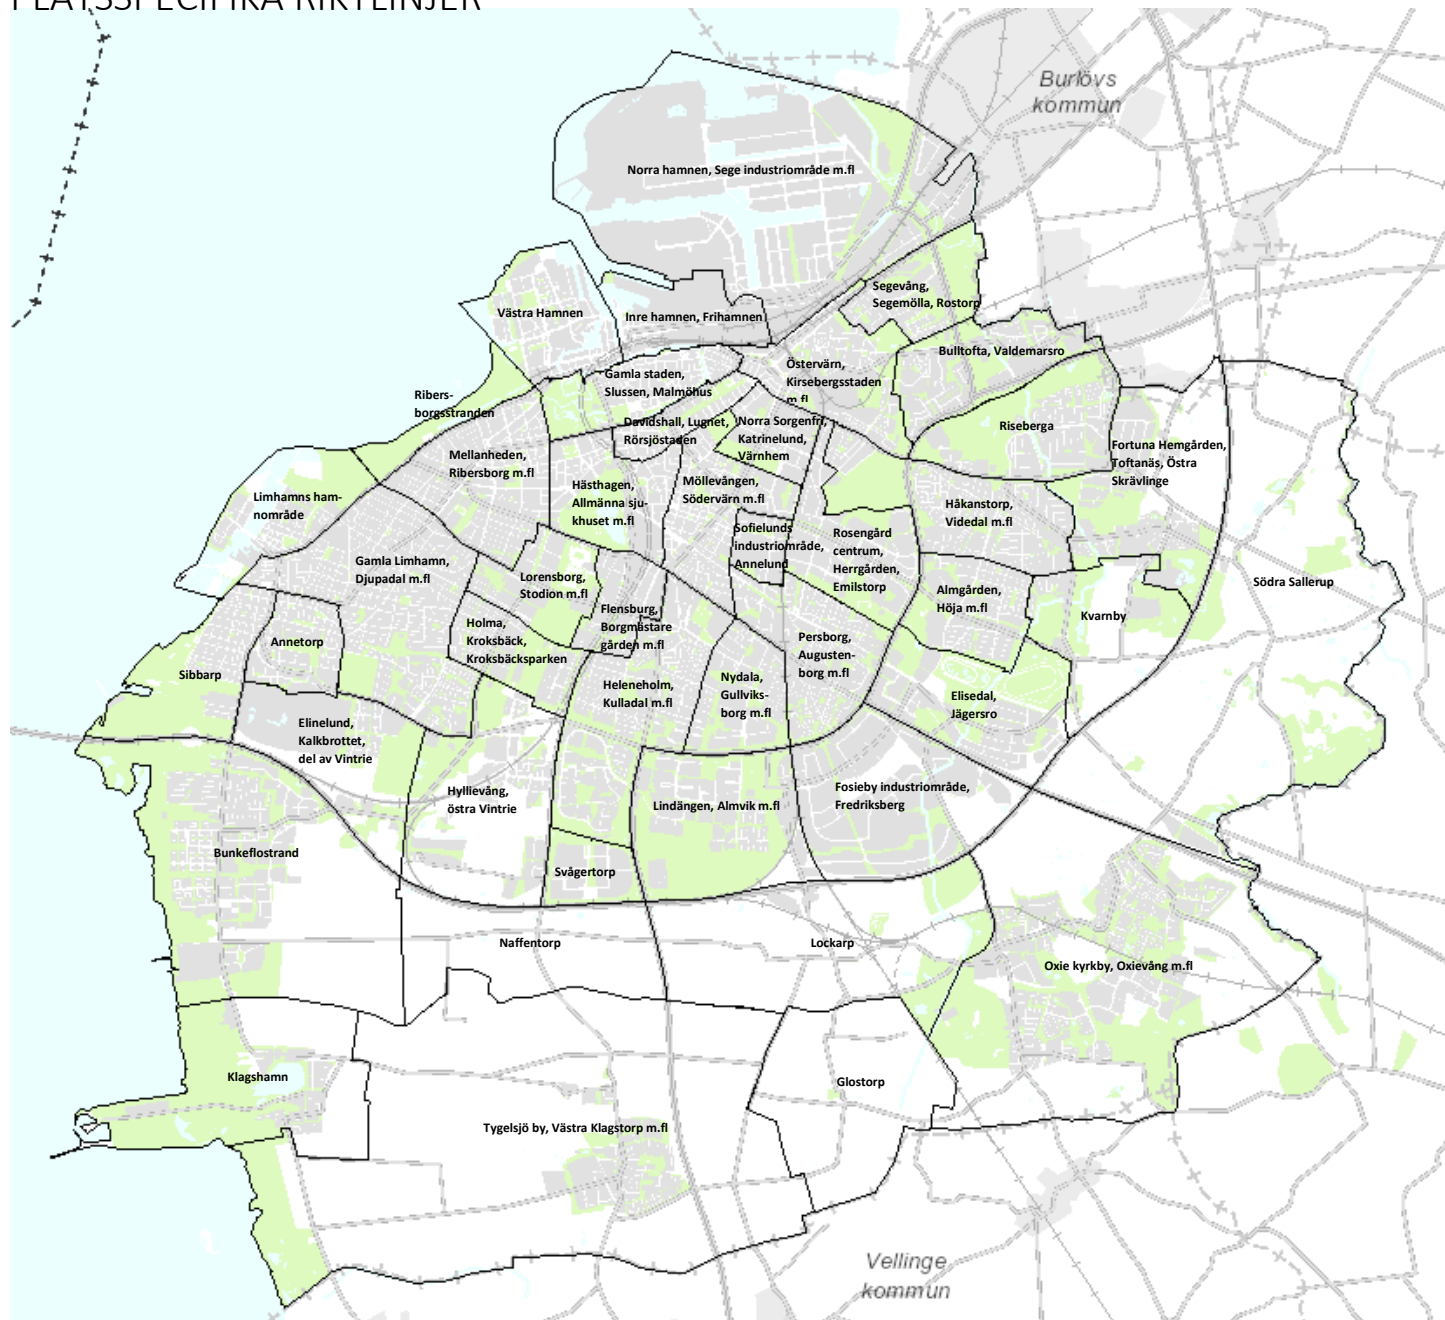 PLATSSPECIFIKA RIKTLINJER
Burlövs
kommun
Norra hamnen, Sege industriområde m.fl
Segevång,
Segemölla, Rostorp
Västra Hamnen
Inre hamnen, Frihamnen
Bulltofta, Valdemarsro
Östervärn,
Kirsebergsstaden
m fl
Gamla staden,
Slussen, Malmöhus
Ribers-
borgsstranden
Davidshall, Lugnet,
Rörsjöstaden
Norra Sorgenfri,
Katrinelund,
Värnhem
Riseberga
Fortuna Hemgården,
Toftanäs, Östra
Skrävlinge
Mellanheden,
Ribersborg m.fl
Limhamns ham-
nområde
Hästhagen,
Allmänna sju-
khuset m.fl
Möllevången,
Södervärn m.fl
Håkanstorp,
Videdal m.fl
Sofielunds
industriområde,
Annelund
Rosengård
centrum,
Herrgården,
Emilstorp
Gamla Limhamn,
Djupadal m.fl
Lorensborg,
Stodion m.fl
Almgården,
Höja m.fl
Södra Sallerup
Kvarnby
Flensburg,
Borgmästare
gården m.fl
Holma,
Kroksbäck,
Kroksbäcksparken
Annetorp
Sibbarp
Persborg,
Augusten-
borg m.fl
Heleneholm,
Kulladal m.fl
Nydala,
Gullviks-
borg m.fl
Elisedal,
Jägersro
Elinelund,
Kalkbrottet,
del av Vintrie
Hyllievång,
östra Vintrie
Lindängen, Almvik m.fl
Fosieby industriområde,
Fredriksberg
Bunkeflostrand
Svågertorp
Naffentorp
Lockarp
Oxie kyrkby, Oxievång m.fl
Klagshamn
Glostorp
Tygelsjö by, Västra Klagstorp m.fl
Vellinge
kommun